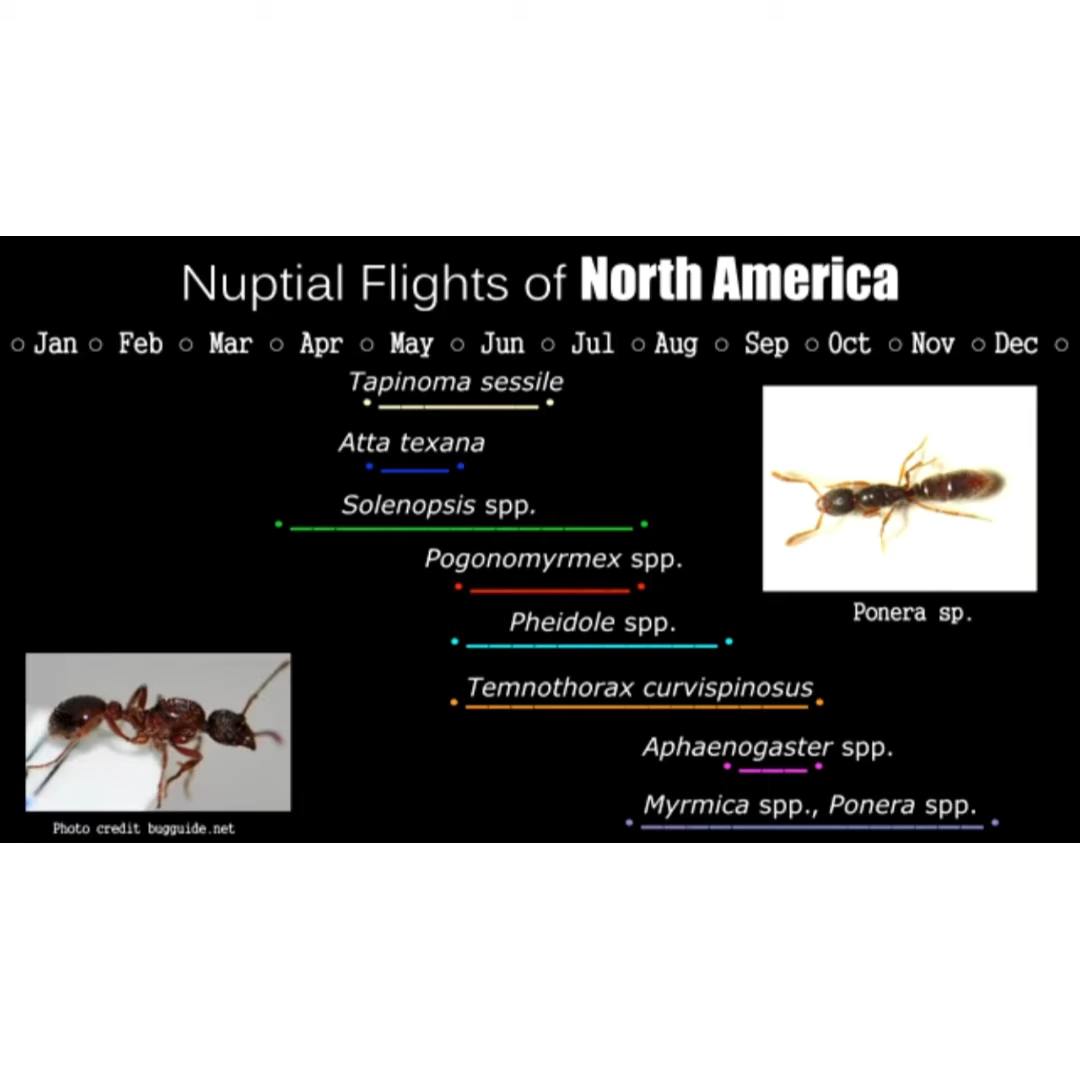 Nuptial Flights of North America
Jan Feb Mar Apr May Jun Jul Aug Sep Oct Nov Dec
Tapinoma sessile
Atta texana
Solenopsis spp.
Pogonomyrmex spp.
Ponera sp.
Pheidole spp.
Temnothorax curvispinosus
Aphaenogaster spp.
Myrmica spp., Ponera spp.
Photo credit bugguide.net